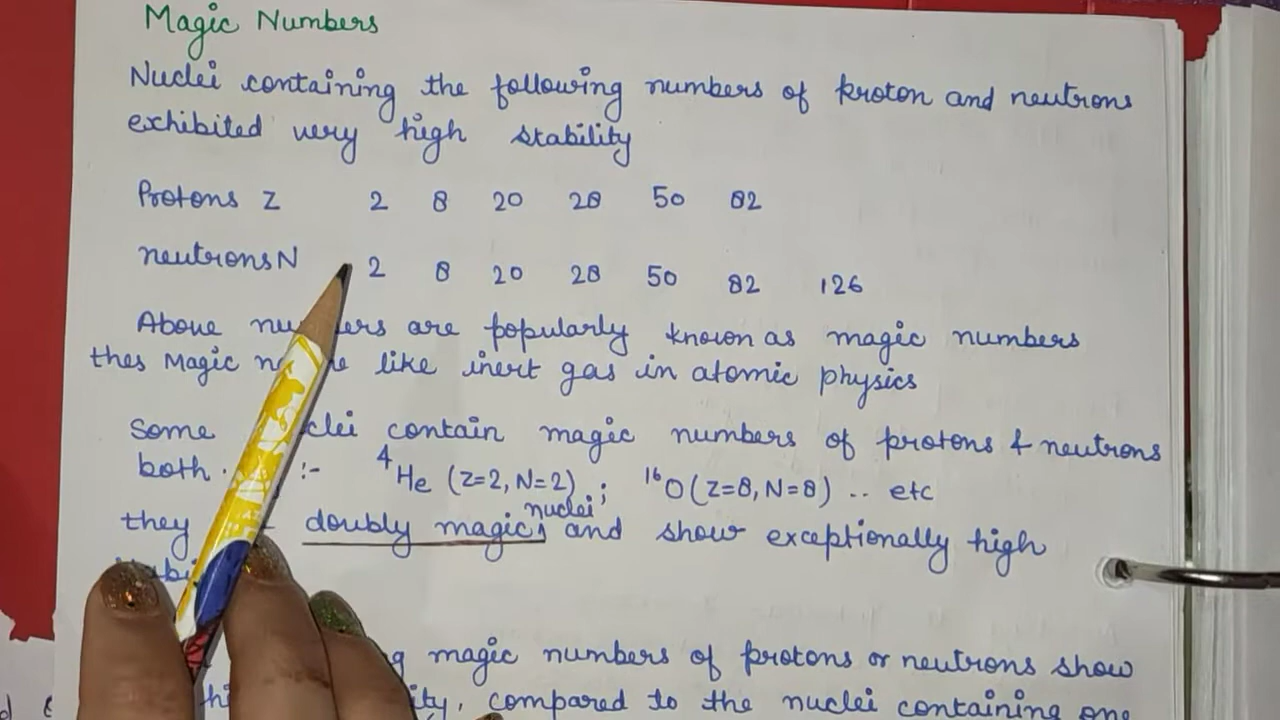 Magic Numbers
Nuclei containing the following numbers of proton and neutrons
exhibited very high stability
Protons Z 2 8 20 28 50 82
neutrons N 2 8 20 28 50 82 126
Above are popularly known as magic numbers
thes Magic like inert gas in atomic physics
Some contain magic numbers of protons & neutrons
both. :- ⁴He (Z=2, N=2) ; ¹⁶O (Z=8, N=8) .. etc
they doubly magic nuclei; and show exceptionally high
magic numbers of protons or neutrons show
compared to the nuclei containing one